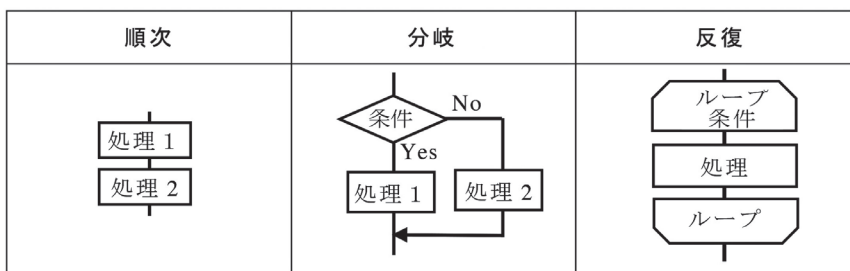 順次
分岐
反復
処理 1
処理 2
条件
No
Yes
処理 1
処理 2
ループ
条件
処理
ループ